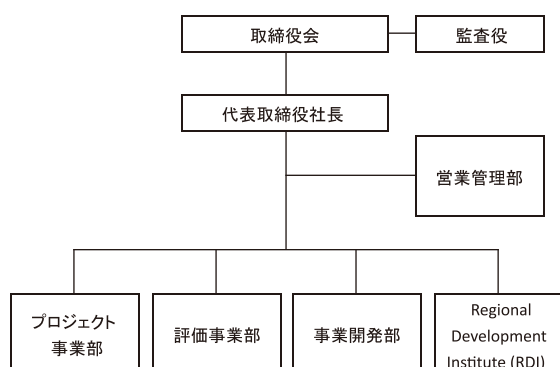 取締役会
監査役
代表取締役社長
営業管理部
プロジェクト
事業部
評価事業部
事業開発部
Regional
Development
Institute (RDI)